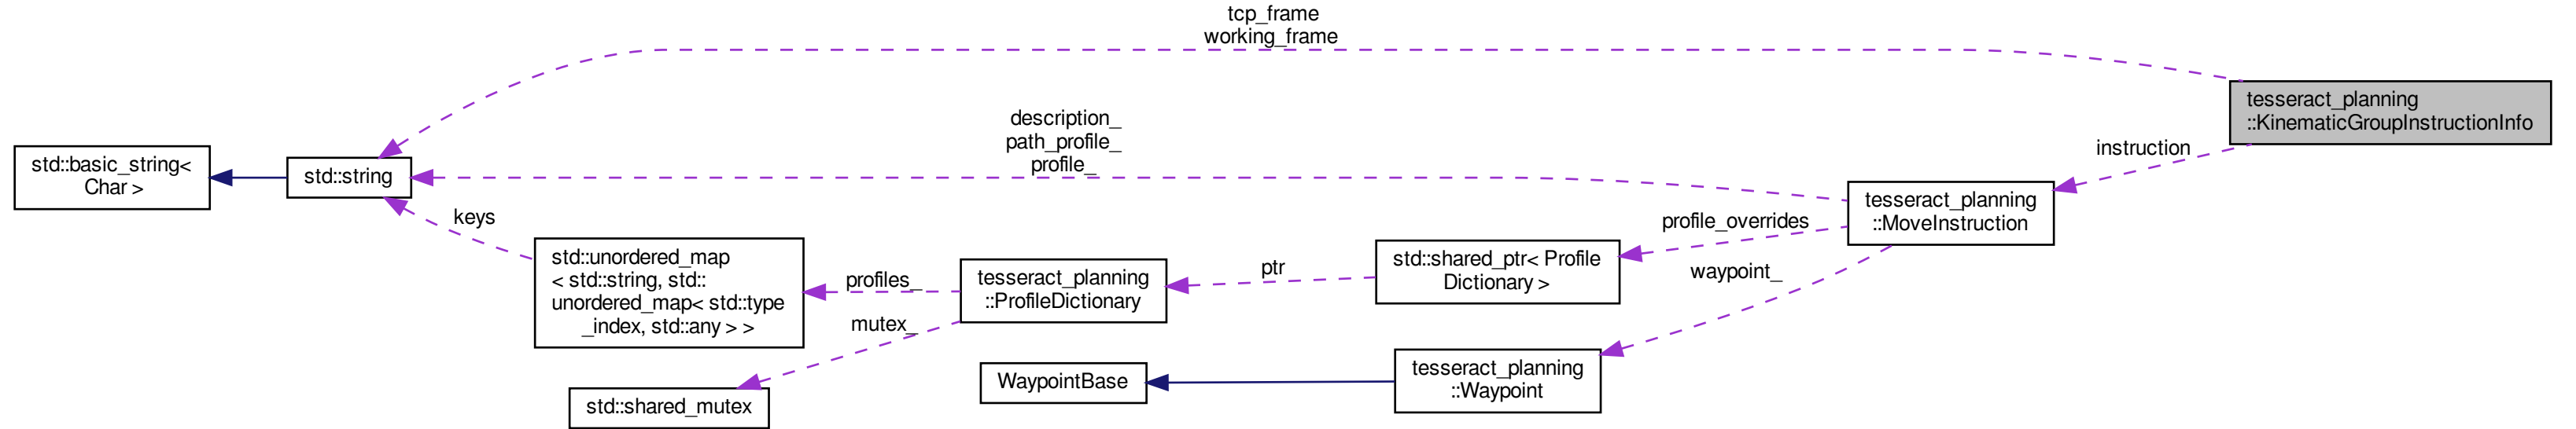 tcp_frame
working_frame
tesseract_planning
::KinematicGroupInstructionInfo
description_
path_profile_
profile_
instruction
std::basic_string<
Char >
std::string
tesseract_planning
::MoveInstruction
keys
profile_overrides
std::unordered_map
< std::string, std::
unordered_map< std::type
_index, std::any > >
profiles_
tesseract_planning
::ProfileDictionary
ptr
std::shared_ptr< Profile
Dictionary >
waypoint_
mutex_
WaypointBase
tesseract_planning
::Waypoint
std::shared_mutex